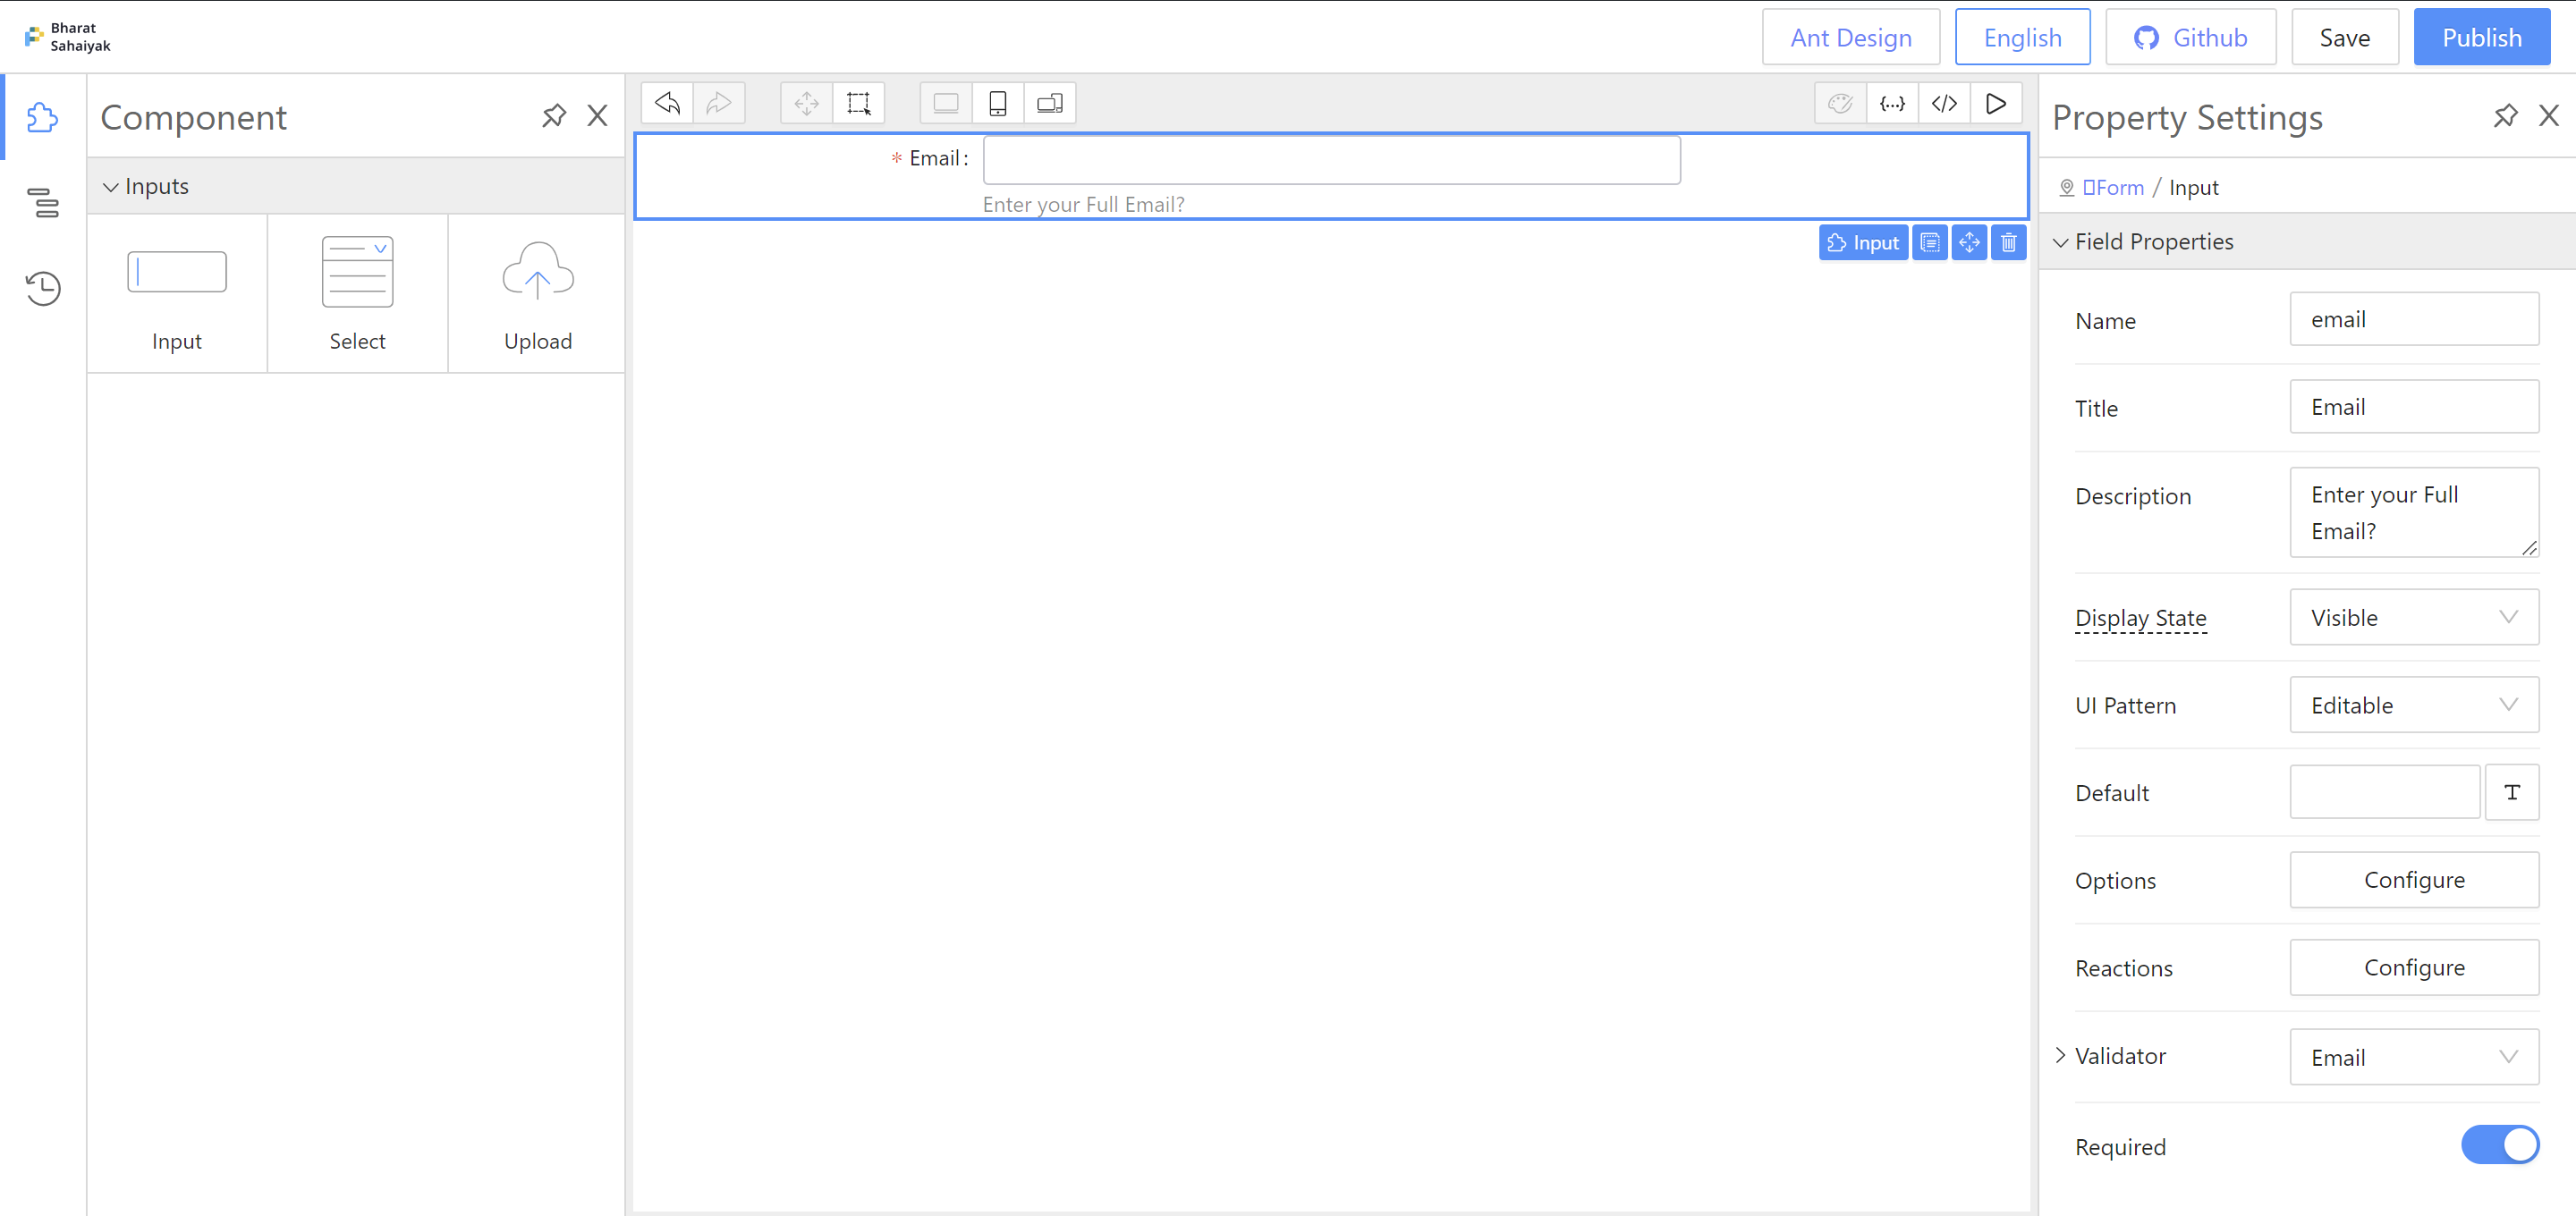 Bharat
Sahaiyak
Ant Design
English
Github
Save
Publish
Component
Inputs
Input
Select
Upload
* Email :
Enter your Full Email?
Input
Property Settings
Form / Input
Field Properties
Name
email
Title
Email
Description
Enter your Full
Email?
Display State
Visible
UI Pattern
Editable
Default
T
Options
Configure
Reactions
Configure
Validator
Email
Required